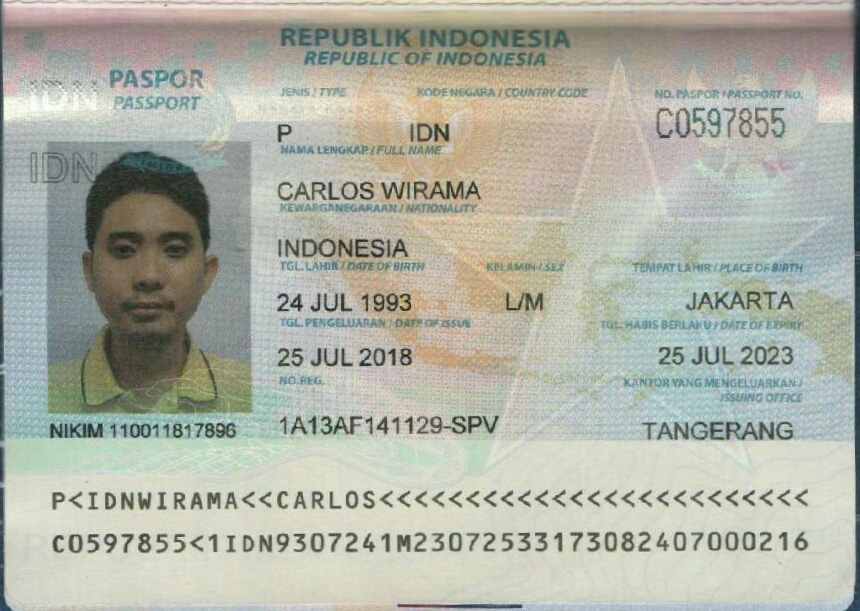 REPUBLIK INDONESIA
REPUBLIC OF INDONESIA
IDN
PASPOR
PASSPORT
JENIS / TYPE KODE NEGARA / COUNTRY CODE NO. PASPOR / PASSPORT NO.
P IDN C0597855
IDN
NAMA LENGKAP / FULL NAME
CARLOS WIRAMA
KEWARGANEGARAAN / NATIONALITY
INDONESIA
TGL. LAHIR / DATE OF BIRTH KELAMIN / SEX TEMPAT LAHIR / PLACE OF BIRTH
24 JUL 1993 L/M JAKARTA
TGL. PENGELUARAN / DATE OF ISSUE TGL. HABIS BERLAKU / DATE OF EXPIRY
25 JUL 2018 25 JUL 2023
NO. REG. KANTOR YANG MENGELUARKAN /
ISSUING OFFICE
1A13AF141129-SPV TANGERANG
NIKIM 110011817896
P<IDNWIRAMA<<CARLOS<<<<<<<<<<<<<<<<<<<<<<<<<
C0597855<1IDN9307241M23072533173082407000216